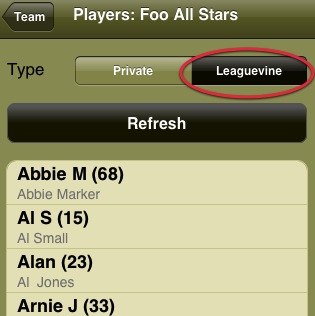 Team
Players: Foo All Stars
Type
Private
Leaguevine
Refresh
Abbie M (68)
Abbie Marker
Al S (15)
Al Small
Alan (23)
Al Jones
Arnie J (33)